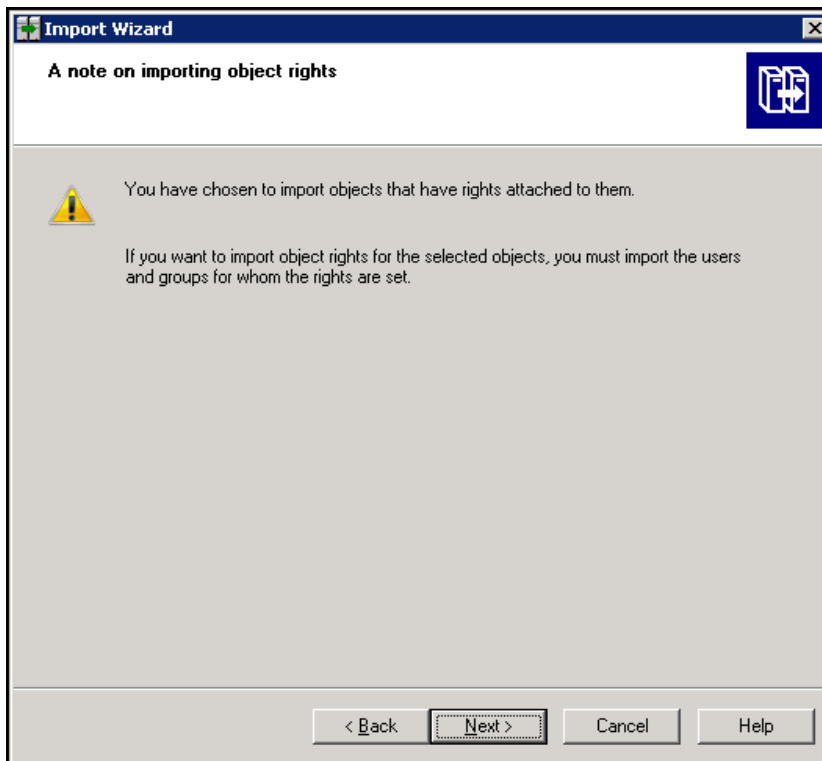 Import Wizard
A note on importing object rights
You have chosen to import objects that have rights attached to them.
If you want to import object rights for the selected objects, you must import the users
and groups for whom the rights are set.
< Back
Next >
Cancel
Help